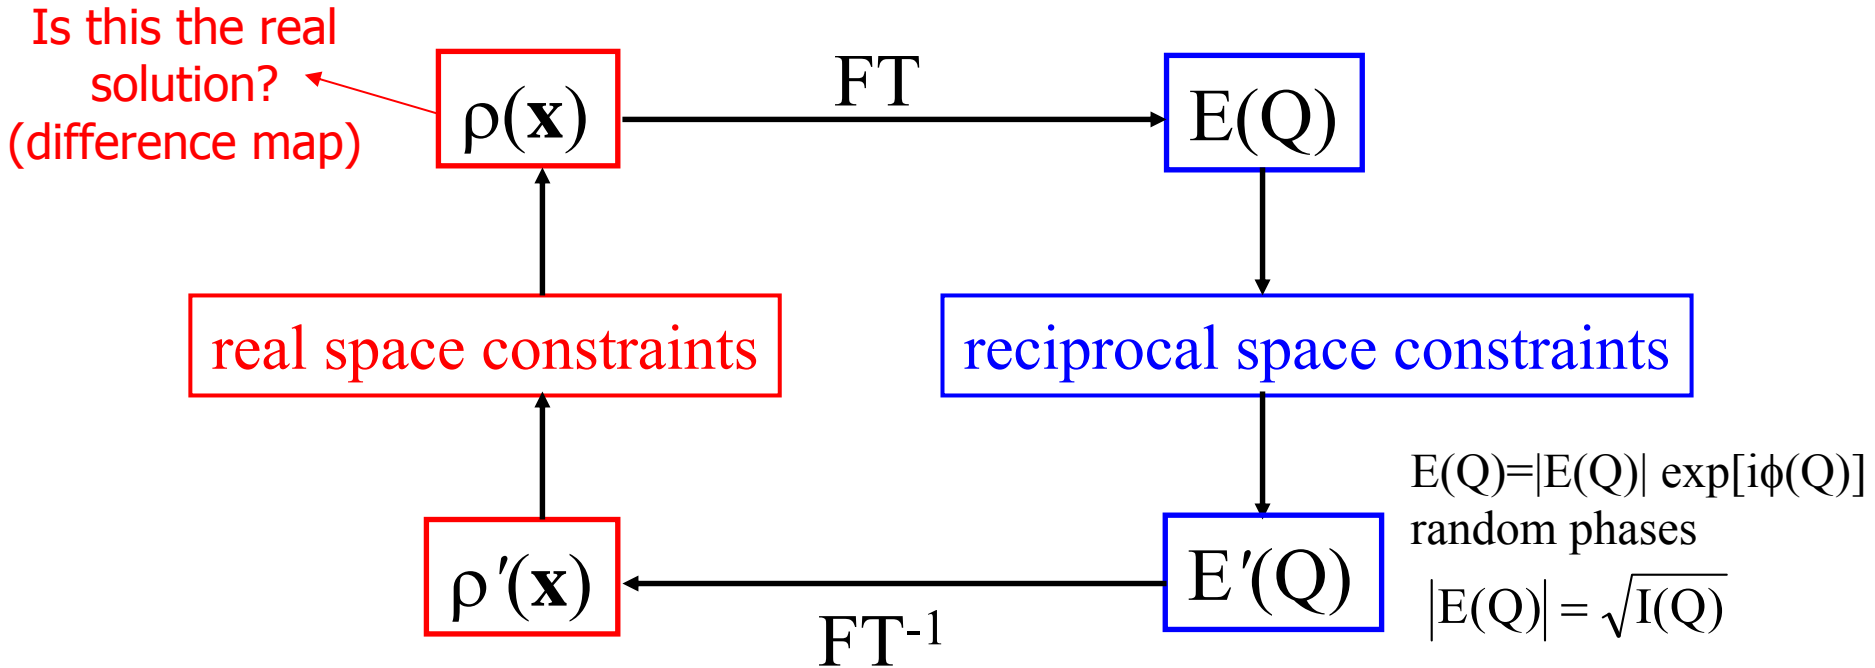 Is this the real
solution?
(difference map)
ρ(x)
FT
E(Q)
real space constraints
reciprocal space constraints
ρ′(x)
FT⁻¹
E′(Q)
E(Q)=|E(Q)| exp[iϕ(Q)]
random phases
|E(Q)| = √I(Q)